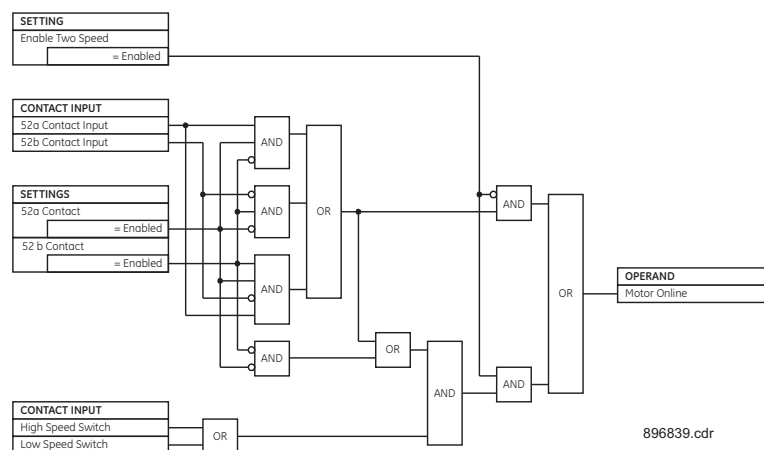 SETTING
Enable Two Speed
= Enabled
CONTACT INPUT
52a Contact Input
52b Contact Input
SETTINGS
52a Contact
= Enabled
52 b Contact
= Enabled
CONTACT INPUT
High Speed Switch
Low Speed Switch
AND
AND
AND
AND
OR
OR
OR
AND
AND
AND
OR
OPERAND
Motor Online
896839.cdr